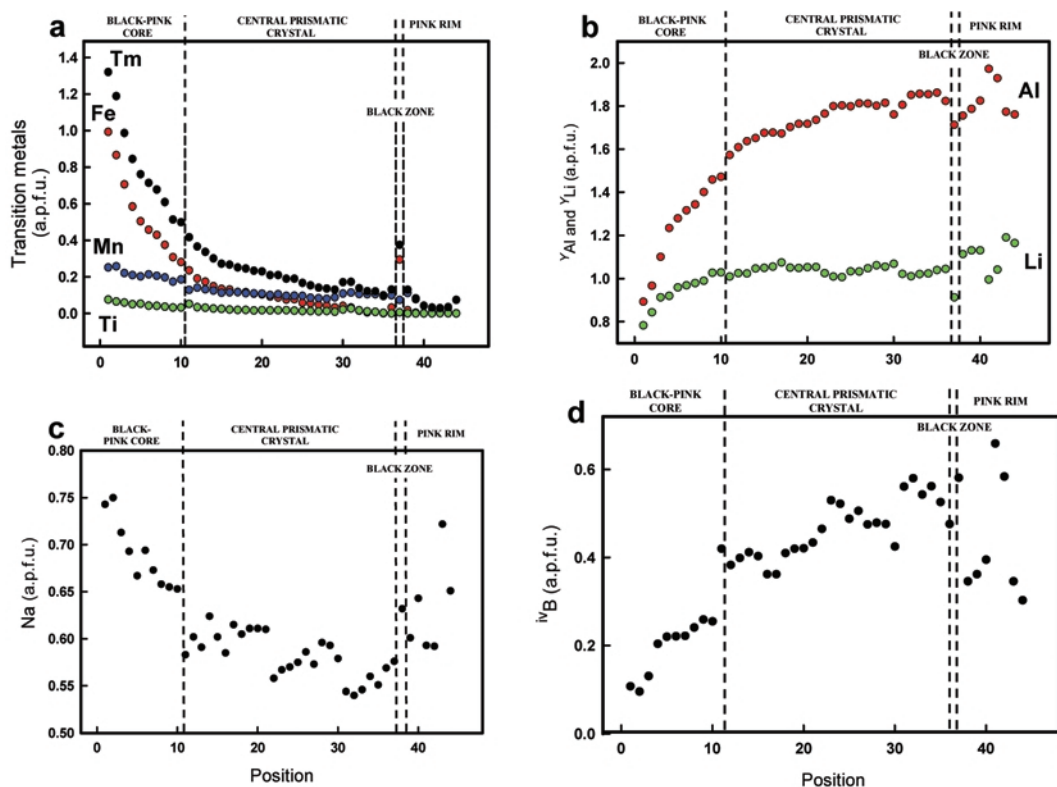 BLACK-PINK
CORE
CENTRAL PRISMATIC
CRYSTAL
PINK RIM
a
Tm
Fe
BLACK ZONE
Mn
Ti
Transition metals
(a.p.f.u.)
1.4
1.2
1.0
0.8
0.6
0.4
0.2
0.0
0
10
20
30
40
BLACK-PINK
CORE
CENTRAL PRISMATIC
CRYSTAL
PINK RIM
b
BLACK ZONE
Al
Li
YAl and YLi (a.p.f.u.)
2.0
1.8
1.6
1.4
1.2
1.0
0.8
0
10
20
30
40
c
BLACK-
PINK CORE
CENTRAL PRISMATIC
CRYSTAL
PINK RIM
BLACK ZONE
Na (a.p.f.u.)
0.80
0.75
0.70
0.65
0.60
0.55
0.50
0
10
20
30
40
Position
d
BLACK-PINK
CORE
CENTRAL PRISMATIC
CRYSTAL
PINK RIM
BLACK ZONE
ivB (a.p.f.u.)
0.6
0.4
0.2
0.0
0
10
20
30
40
Position